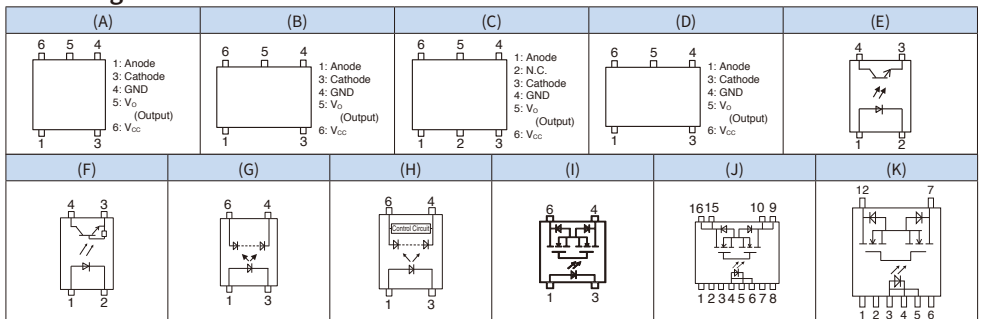 (A) (B) (C) (D) (E)
6 5 4
1: Anode
3: Cathode
4: GND
5: Vo
(Output)
6: Vcc
1 3
6 5 4
1: Anode
3: Cathode
4: GND
5: Vo
(Output)
6: Vcc
1 3
6 5 4
1: Anode
2: N.C.
3: Cathode
4: GND
5: Vo
(Output)
6: Vcc
1 2 3
6 5 4
1: Anode
3: Cathode
4: GND
5: Vo
(Output)
6: Vcc
1 3
4 3
1 2
(F) (G) (H) (I) (J) (K)
4 3
1 2
6 4
1 3
6 4
Control Circuit
1 3
6 4
1 3
16 15 10 9
1 2 3 4 5 6 7 8
12 7
1 2 3 4 5 6